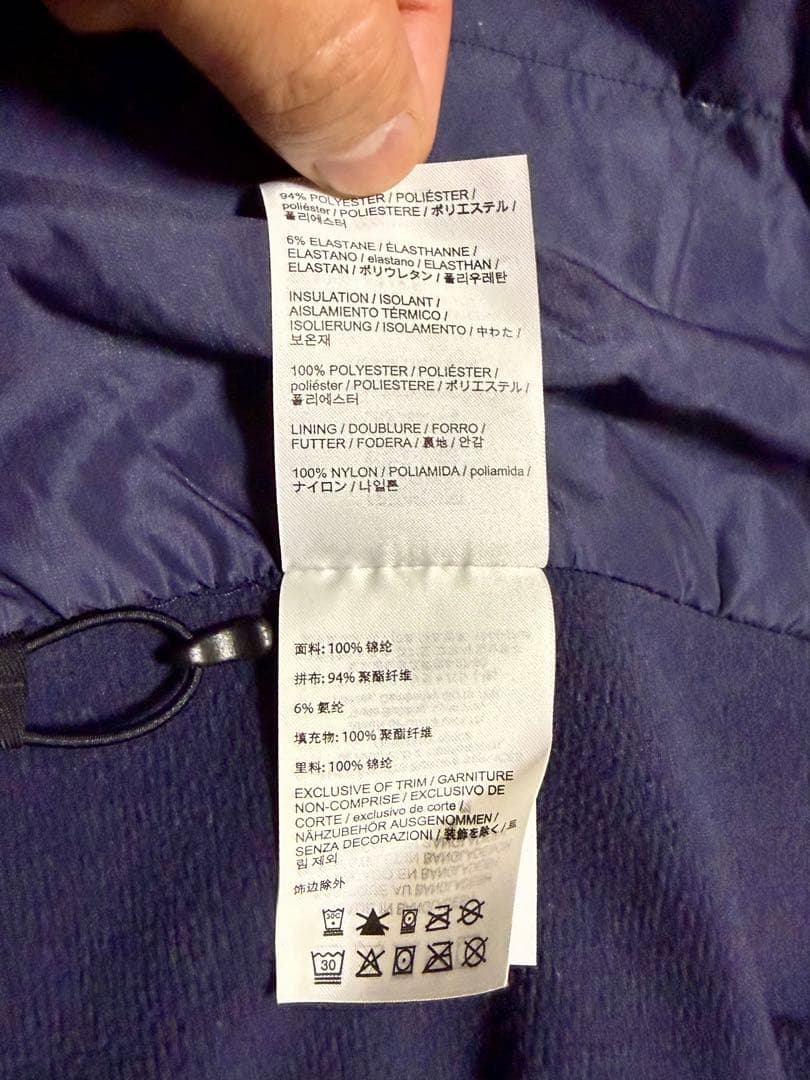 94% POLYESTER / POLIÉSTER /
poliéster / POLIESTERE / ポリエステル /
폴리에스터
6% ELASTANE / ÉLASTHANNE /
ELASTANO / elastano / ELASTHAN /
ELASTAN / ポリウレタン / 폴리우레탄
INSULATION / ISOLANT /
AISLAMIENTO TÉRMICO /
ISOLIERUNG / ISOLAMENTO / 中わた /
보온재
100% POLYESTER / POLIÉSTER /
poliéster / POLIESTERE / ポリエステル /
폴리에스터
LINING / DOUBLURE / FORRO /
FUTTER / FODERA / 裏地 / 안감
100% NYLON / POLIAMIDA / poliamida /
ナイロン / 나일론
面料: 100% 锦纶
拼布: 94% 聚酯纤维
6% 氨纶
填充物: 100% 聚酯纤维
里料: 100% 锦纶
EXCLUSIVE OF TRIM / GARNITURE
NON-COMPRISE / EXCLUSIVO DE
CORTE / exclusivo de corte /
NÄHZUBEHÖR AUSGENOMMEN /
SENZA DECORAZIONI / 装飾を除く / 트
림 제외
饰边除外
30